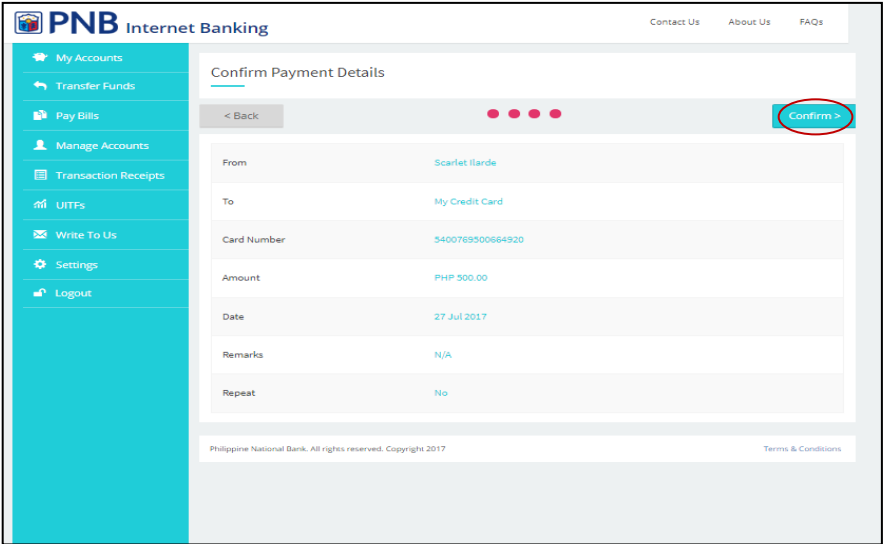 PNB Internet Banking
Contact Us About Us FAQs
My Accounts
Transfer Funds
Pay Bills
Manage Accounts
Transaction Receipts
UITFs
Write To Us
Settings
Logout
Confirm Payment Details
< Back
Confirm >
From Scarlet Ilarde
To My Credit Card
Card Number 5400769500664920
Amount PHP 500.00
Date 27 Jul 2017
Remarks N/A
Repeat No
Philippine National Bank. All rights reserved. Copyright 2017
Terms & Conditions